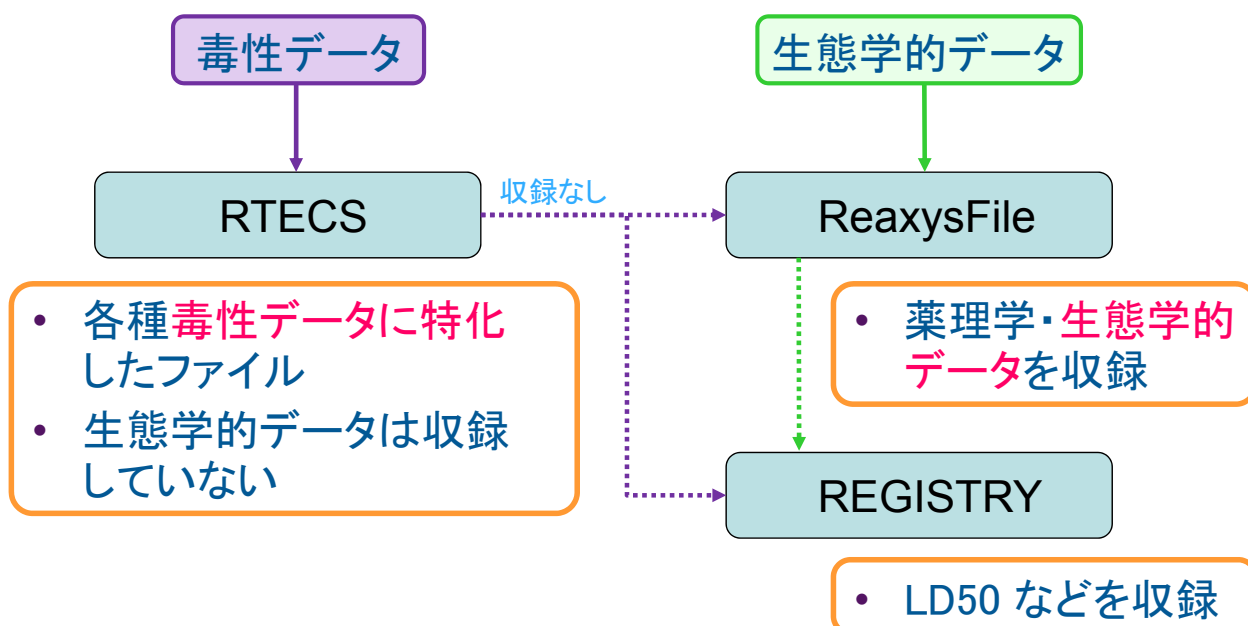 毒性データ
生態学的データ
RTECS
収録なし
ReaxysFile
• 各種毒性データに特化
したファイル
• 生態学的データは収録
していない
• 薬理学・生態学的
データを収録
REGISTRY
• LD50 などを収録